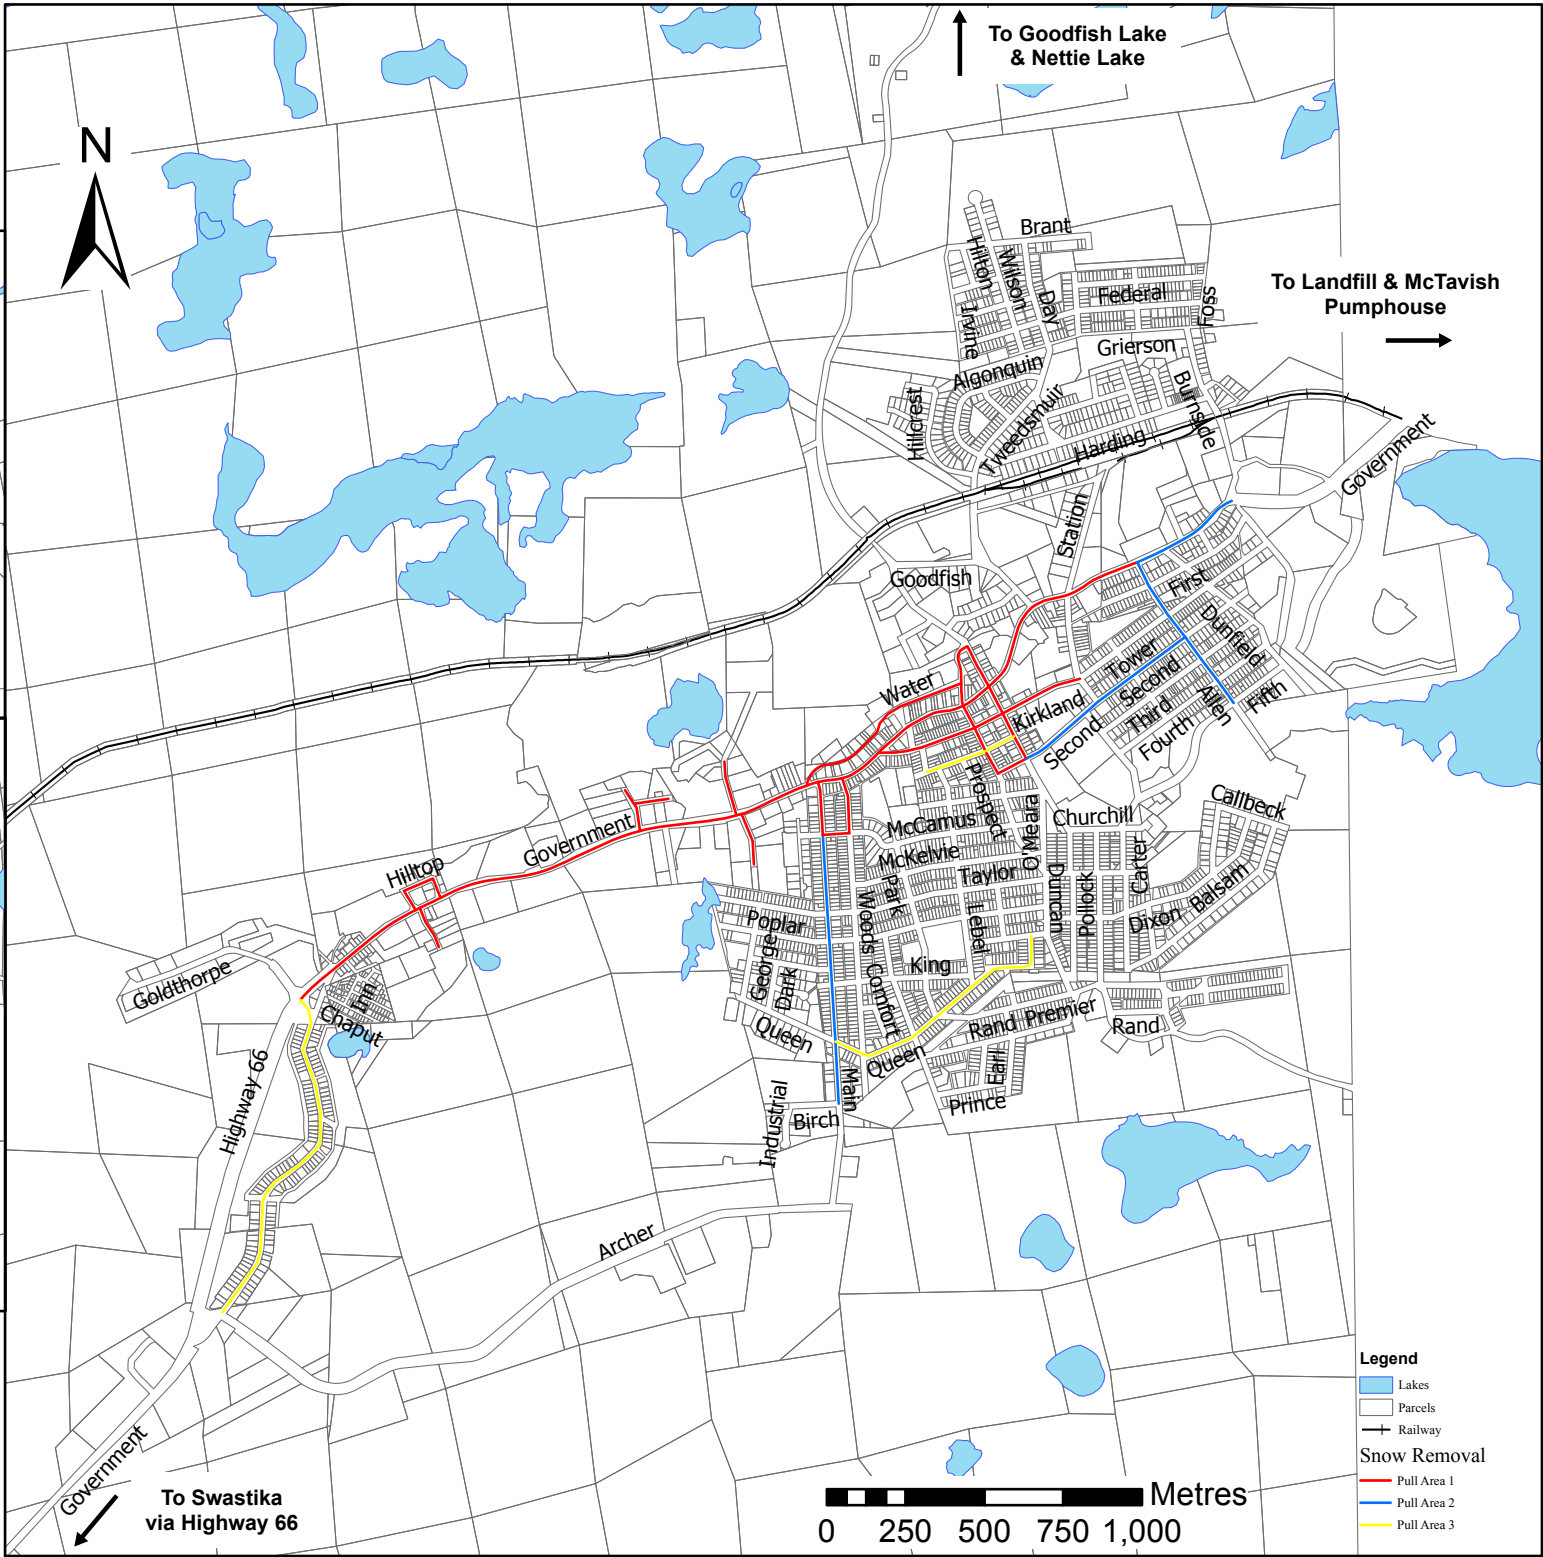 To Goodfish Lake
& Nettie Lake
N
Brant
Hilton
Wilson
To Landfill & McTavish
Pumphouse
Federal
Foss
Day
Irvine
Grierson
Algonquin
Burnside
Hillcrest
Tweedsmuir
Harding
Government
Station
Goodfish
First
Dunfield
Tower
Water
Second
Kirkland
Allen
Fifth
Third
Second
Fourth
Prospect
Callbeck
O'Meara
Churchill
McCamus
Government
McKelvie
Carter
Hilltop
Taylor
Park
Duncan
Pollock
Balsam
Woods
Lebel
Dixon
Poplar
George
King
Goldthorpe
Dark
Inn
Comfort
Chaput
Premier
Rand
Rand
Queen
Queen
Earl
Highway 66
Main
Prince
Industrial
Birch
Archer
Legend
Lakes
Parcels
Railway
Snow Removal
Pull Area 1
Pull Area 2
Pull Area 3
Government
To Swastika
via Highway 66
Metres
0 250 500 750 1,000